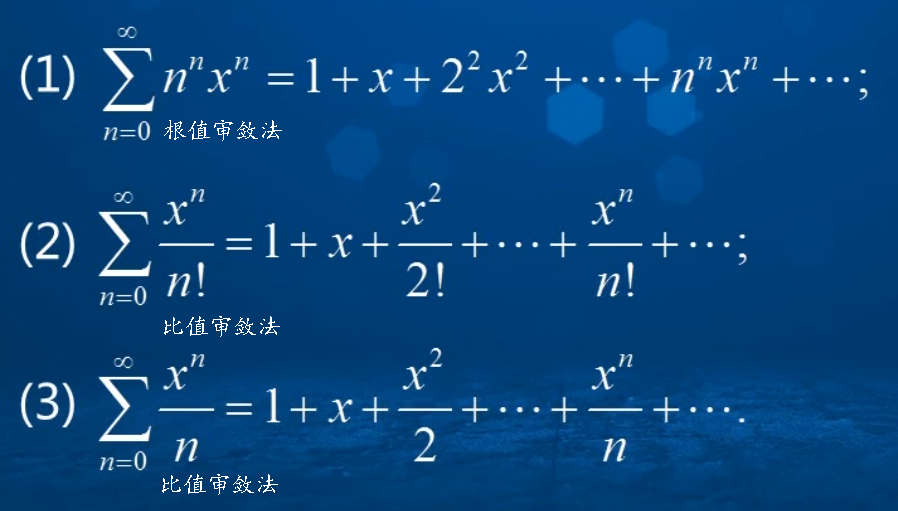 (1) $\sum_{n=0}^{\infty} n^n x^n = 1 + x + 2^2 x^2 + \cdots + n^n x^n + \cdots;$
根值审敛法
(2) $\sum_{n=0}^{\infty} \frac{x^n}{n!} = 1 + x + \frac{x^2}{2!} + \cdots + \frac{x^n}{n!} + \cdots;$
比值审敛法
(3) $\sum_{n=0}^{\infty} \frac{x^n}{n} = 1 + x + \frac{x^2}{2} + \cdots + \frac{x^n}{n} + \cdots.$
比值审敛法